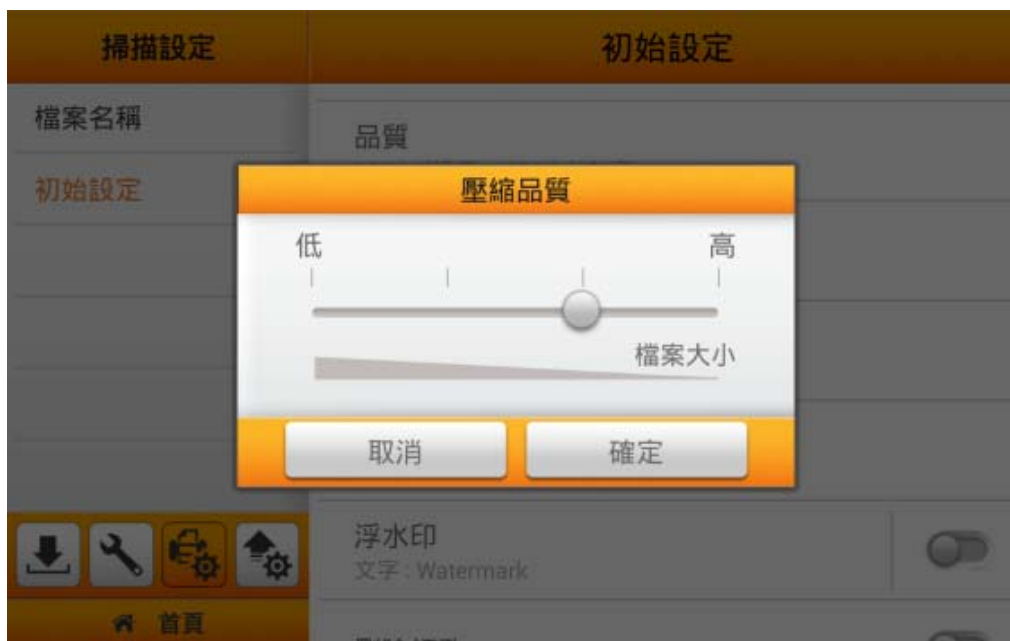 掃描設定
初始設定
檔案名稱
初始設定
品質
壓縮品質
低
高
檔案大小
取消
確定
浮水印
文字 : Watermark
首頁